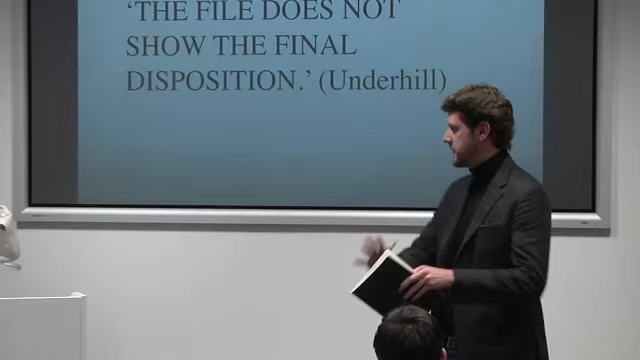 ‘THE FILE DOES NOT
SHOW THE FINAL
DISPOSITION.’ (Underhill)